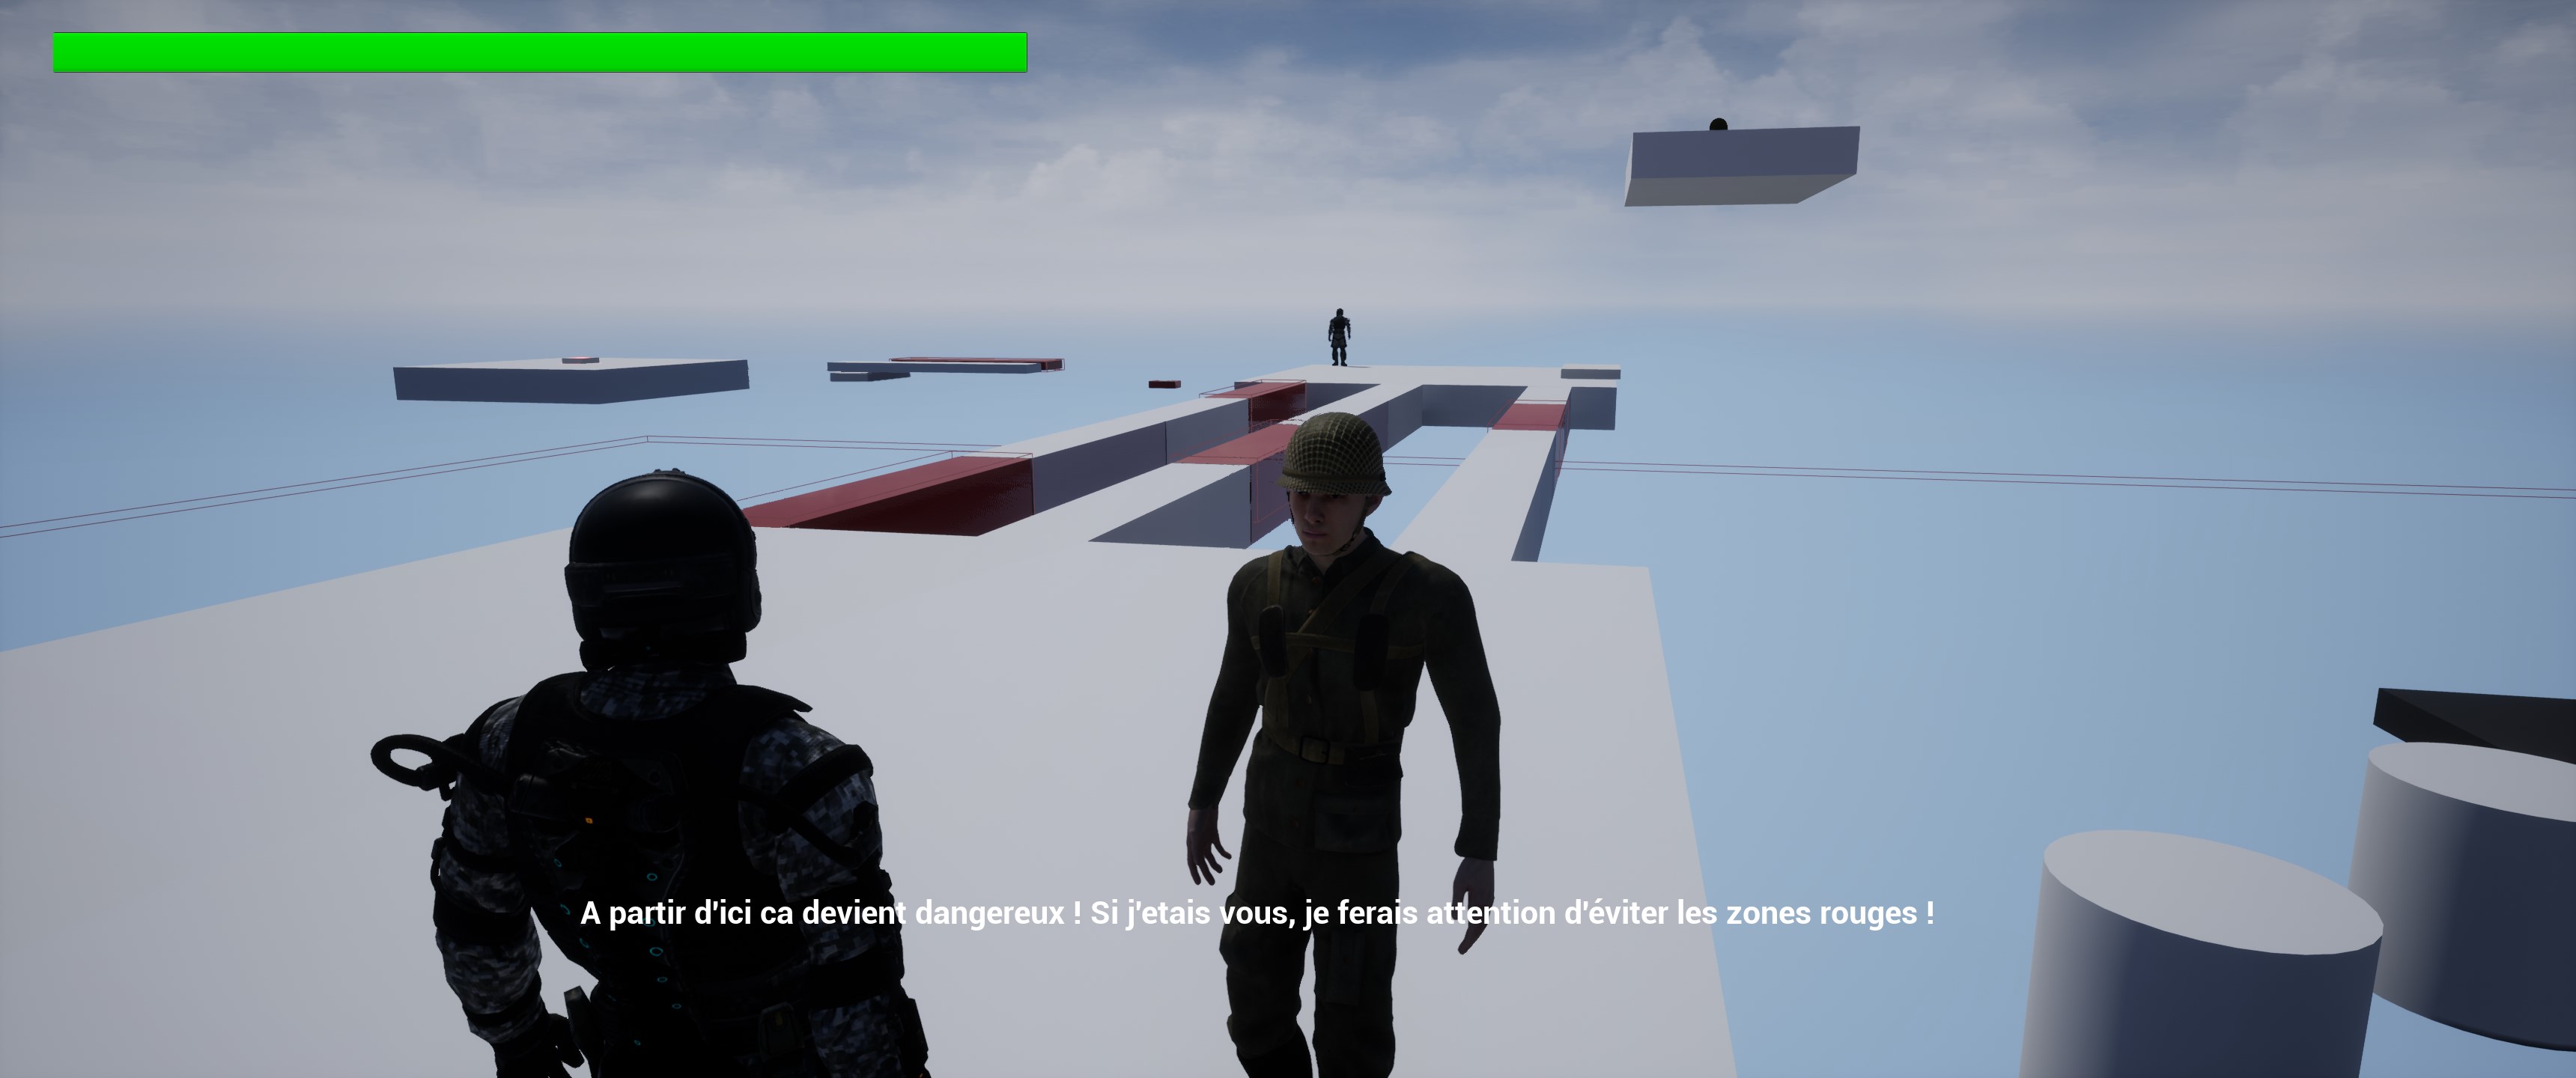 A partir d'ici ca devient dangereux ! Si j'etais vous, je ferais attention d'éviter les zones rouges !